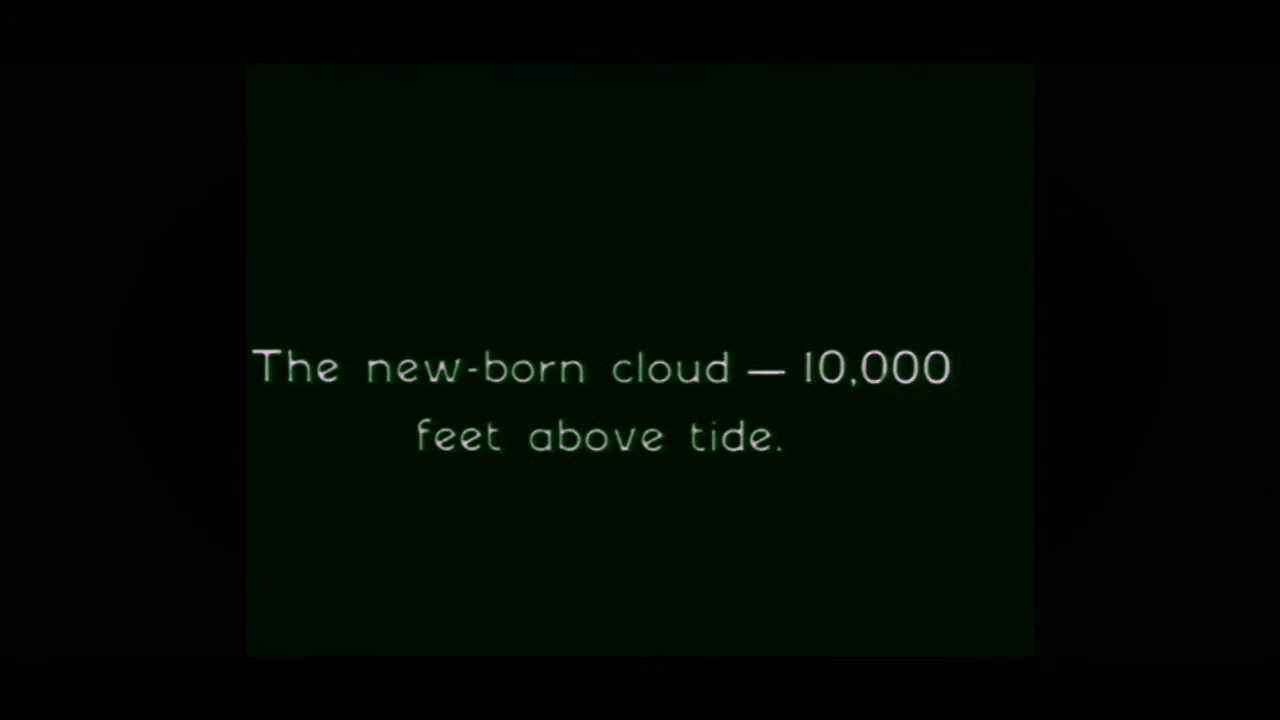 The new-born cloud — 10,000
feet above tide.